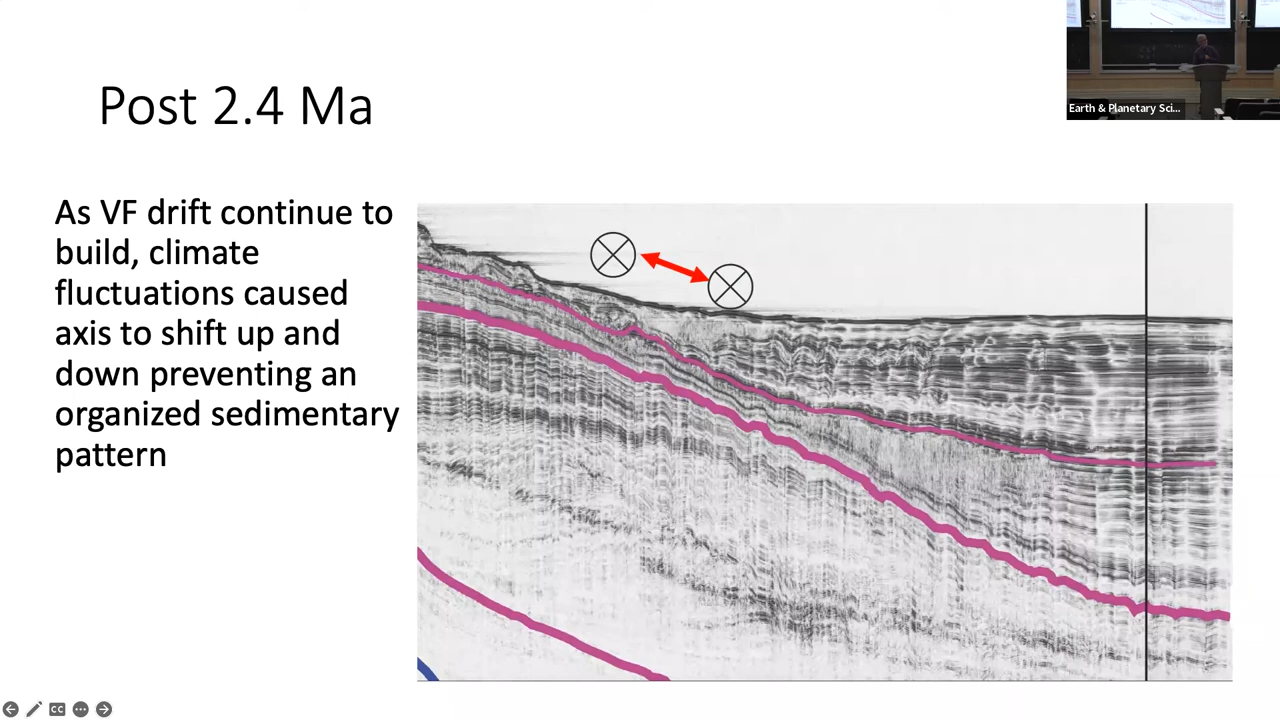 Earth & Planetary Sci...
Post 2.4 Ma
As VF drift continue to
build, climate
fluctuations caused
axis to shift up and
down preventing an
organized sedimentary
pattern
CC